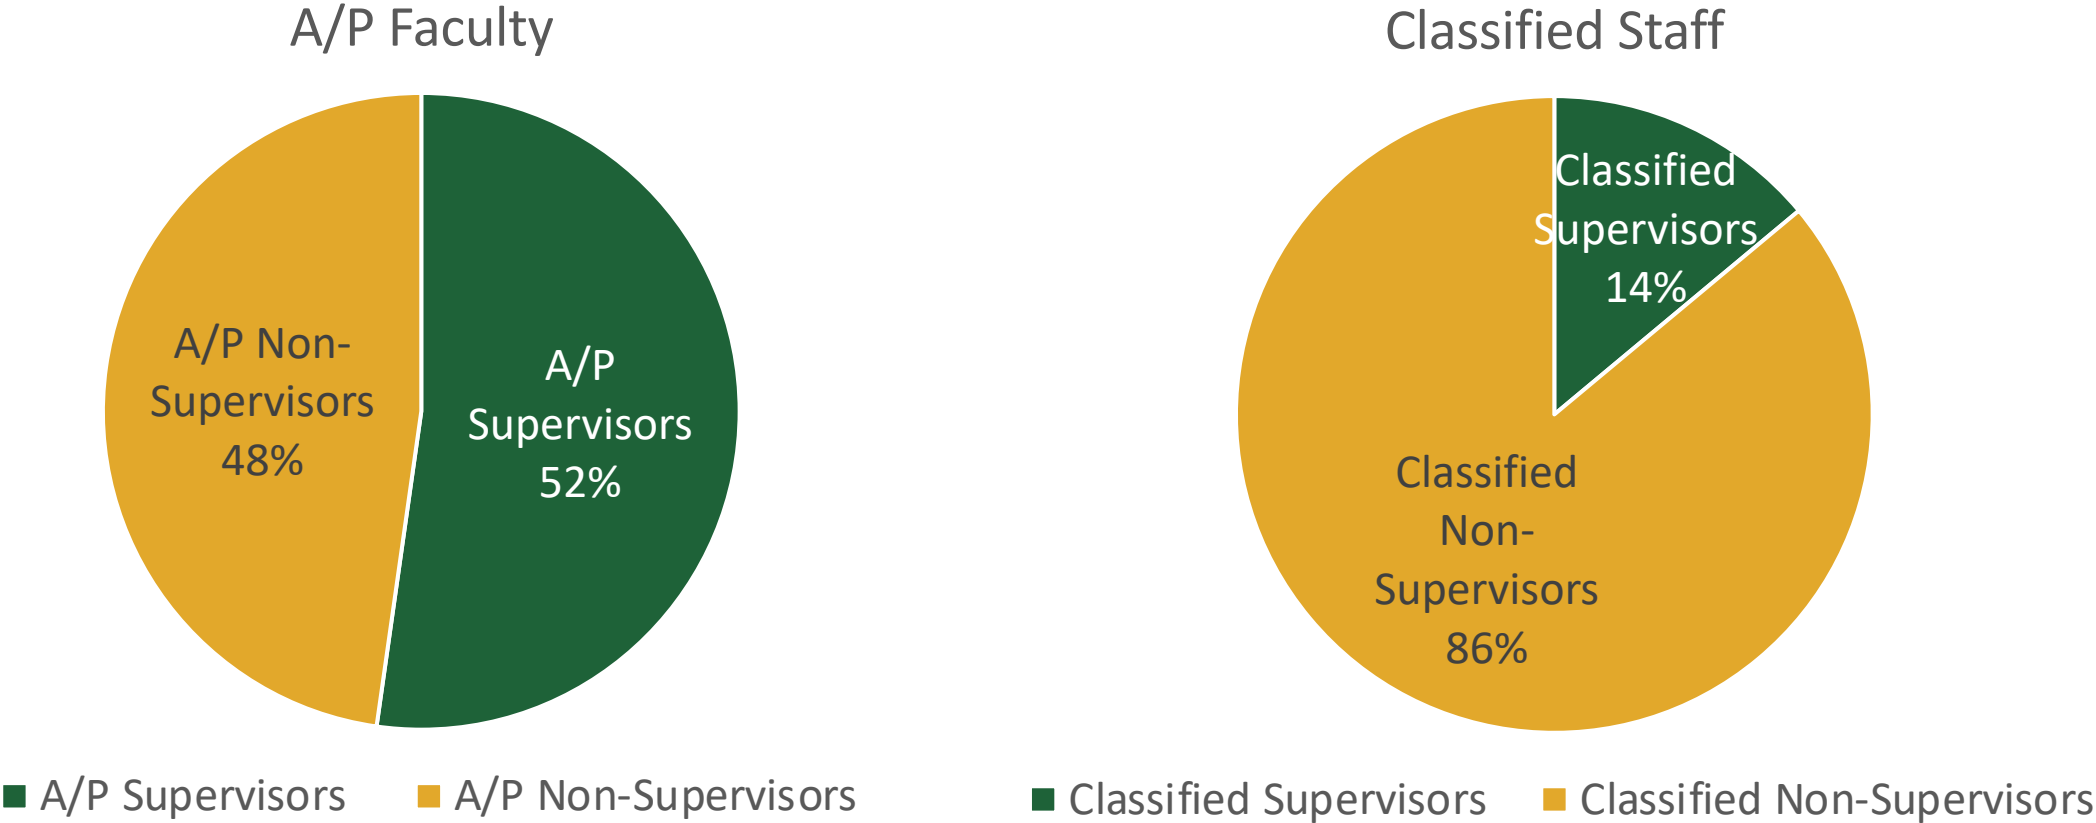 A/P Faculty
A/P Non-
Supervisors
48%
A/P
Supervisors
52%
A/P Supervisors
A/P Non-Supervisors
Classified Staff
Classified
Supervisors
14%
Classified
Non-
Supervisors
86%
Classified Supervisors
Classified Non-Supervisors